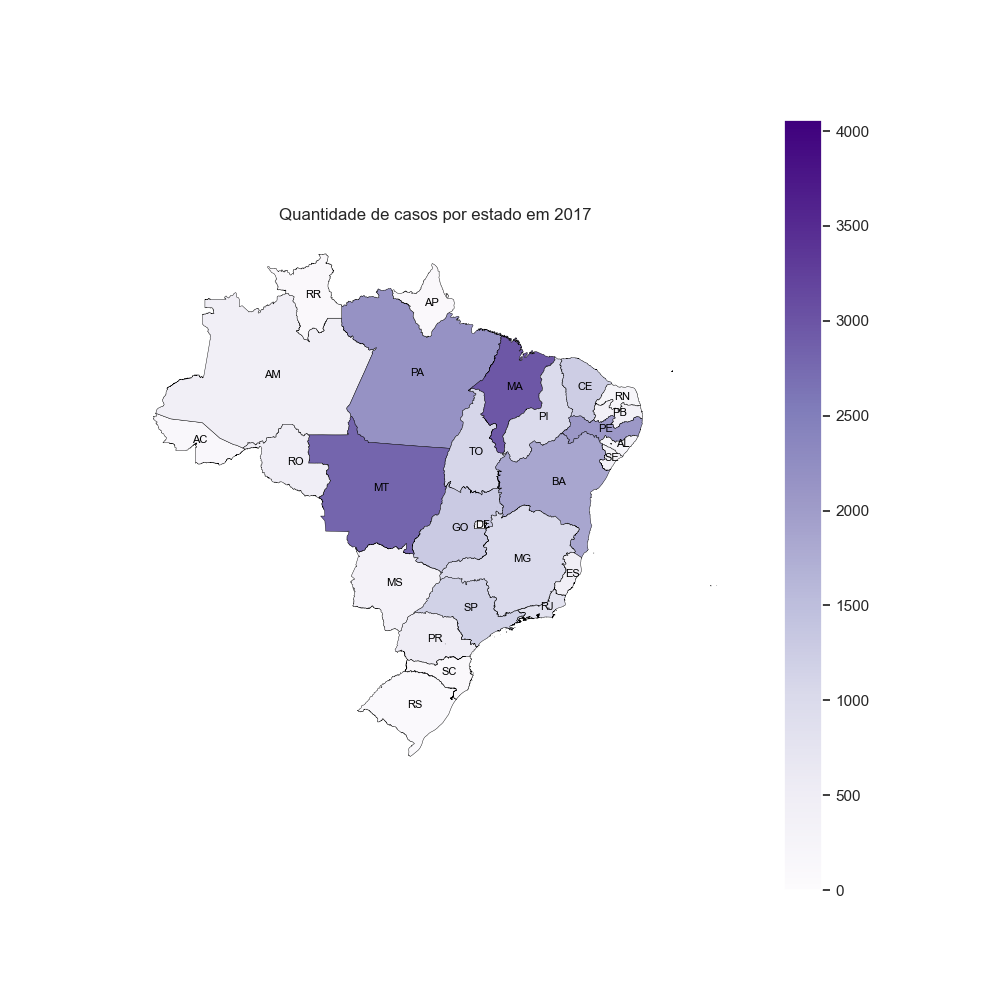 Quantidade de casos por estado em 2017
RR
AP
AM
PA
MA
CE
RN
PI
PB
PE
AC
AL
RO
TO
SE
MT
BA
GO
DF
MG
MS
ES
SP
RJ
PR
SC
RS
4000
3500
3000
2500
2000
1500
1000
500
0